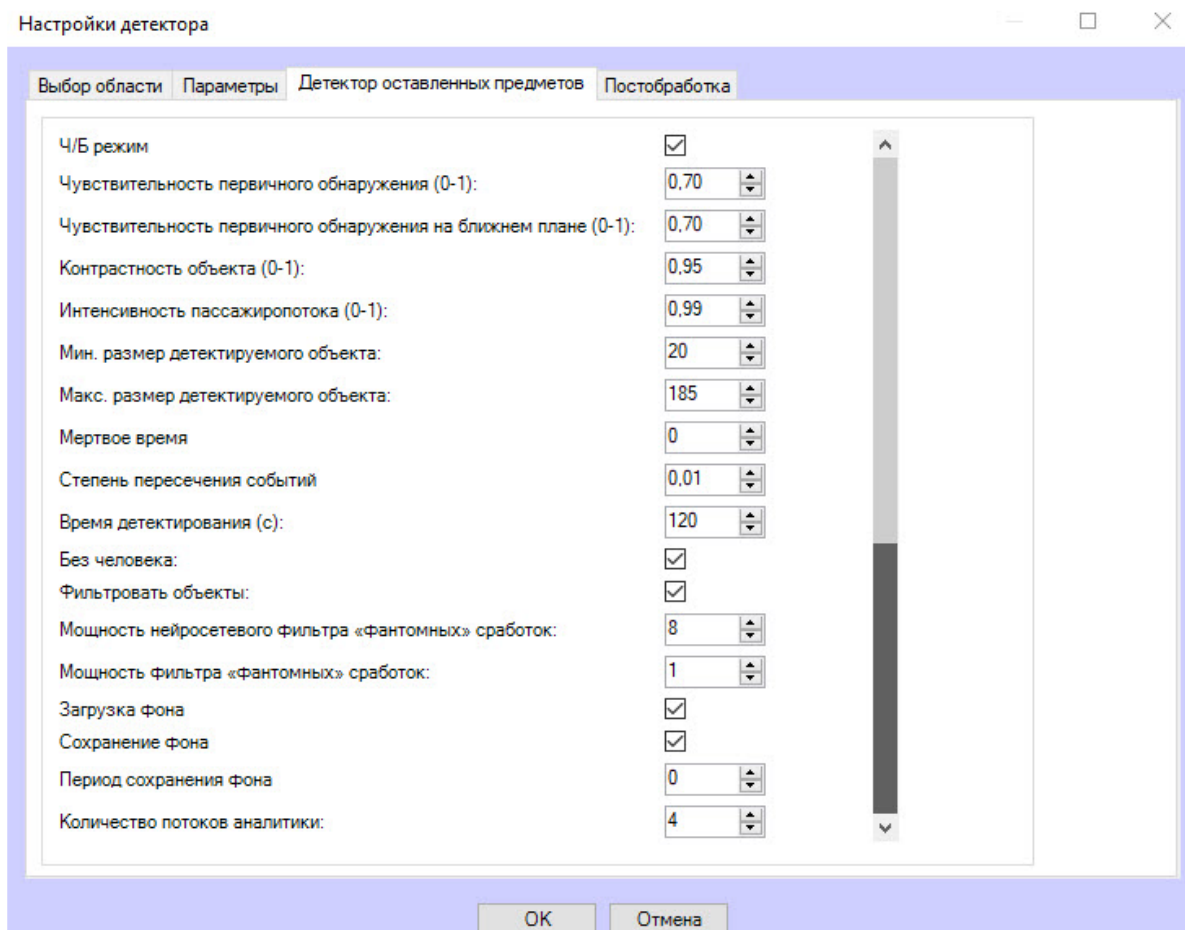 Настройки детектора
Выбор области Параметры Детектор оставленных предметов Постобработка
Ч/Б режим
Чувствительность первичного обнаружения (0-1): 0,70
Чувствительность первичного обнаружения на ближнем плане (0-1): 0,70
Контрастность объекта (0-1): 0,95
Интенсивность пассажиропотока (0-1): 0,99
Мин. размер детектируемого объекта: 20
Макс. размер детектируемого объекта: 185
Мертвое время 0
Степень пересечения событий 0,01
Время детектирования (с): 120
Без человека:
Фильтровать объекты:
Мощность нейросетевого фильтра «фантомных» сработок: 8
Мощность фильтра «фантомных» сработок: 1
Загрузка фона
Сохранение фона
Период сохранения фона 0
Количество потоков аналитики: 4
OK Отмена